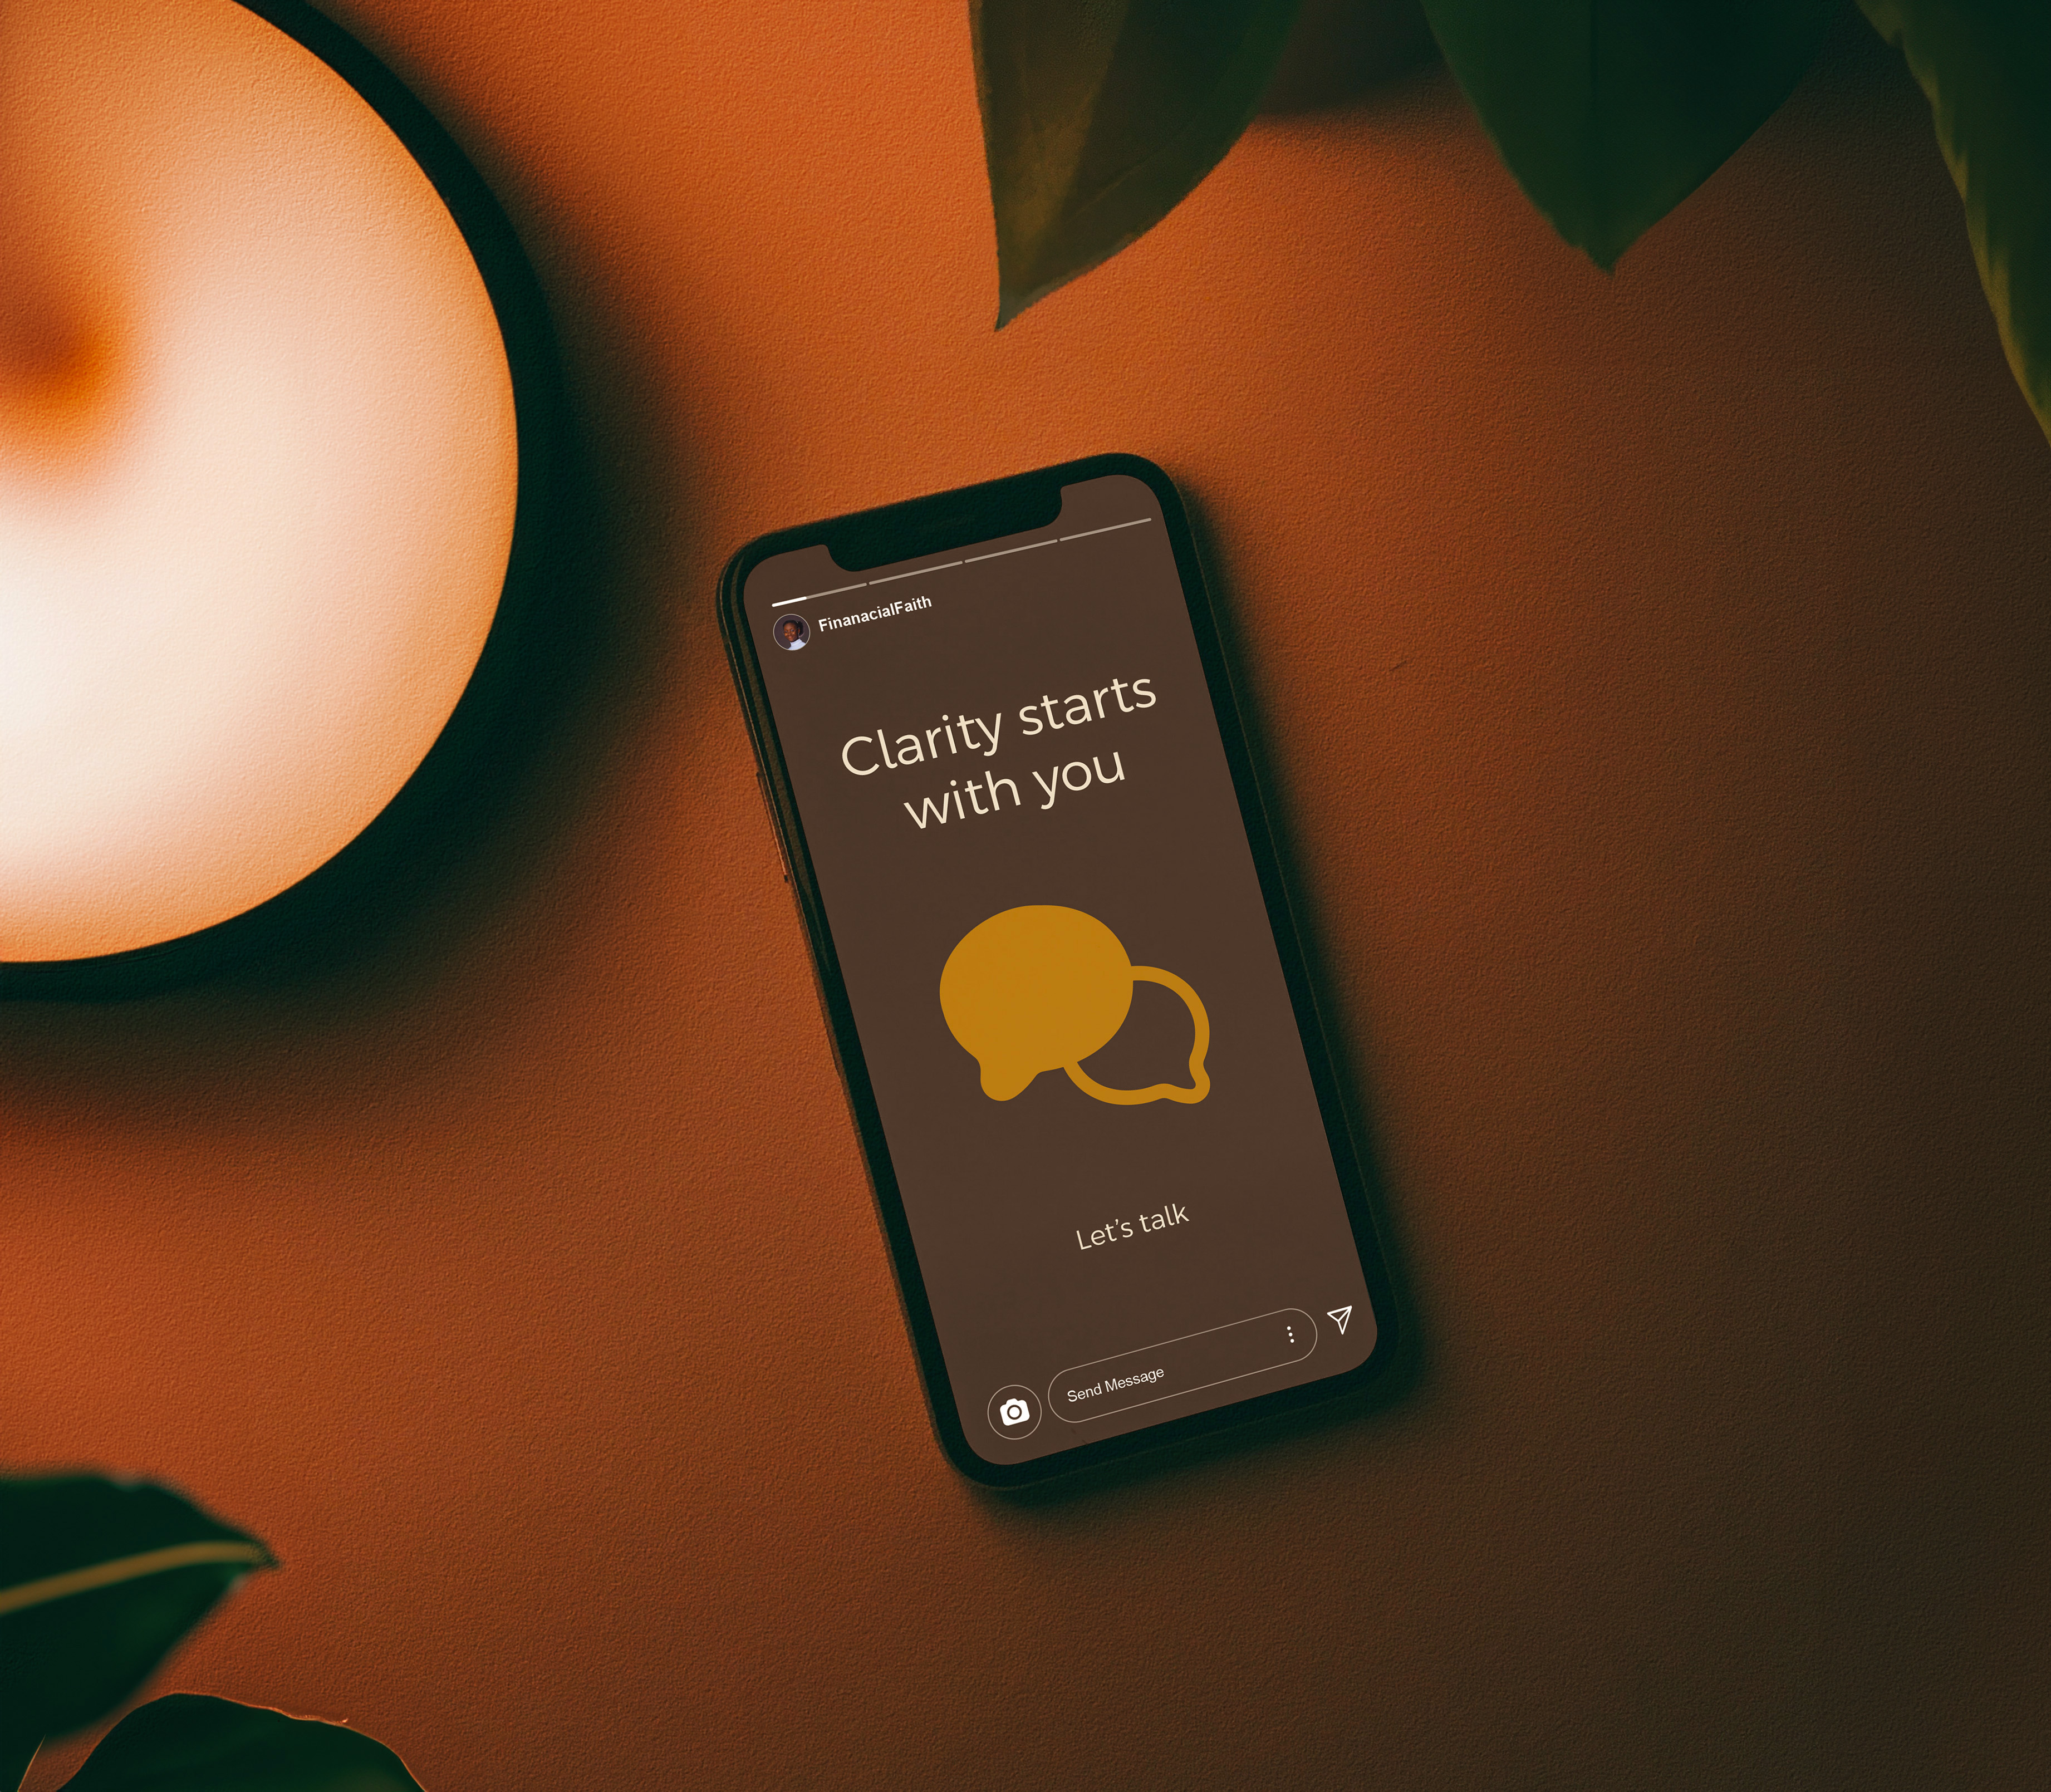 FinanacialFaith
Clarity starts
with you
Let's talk
Send Message